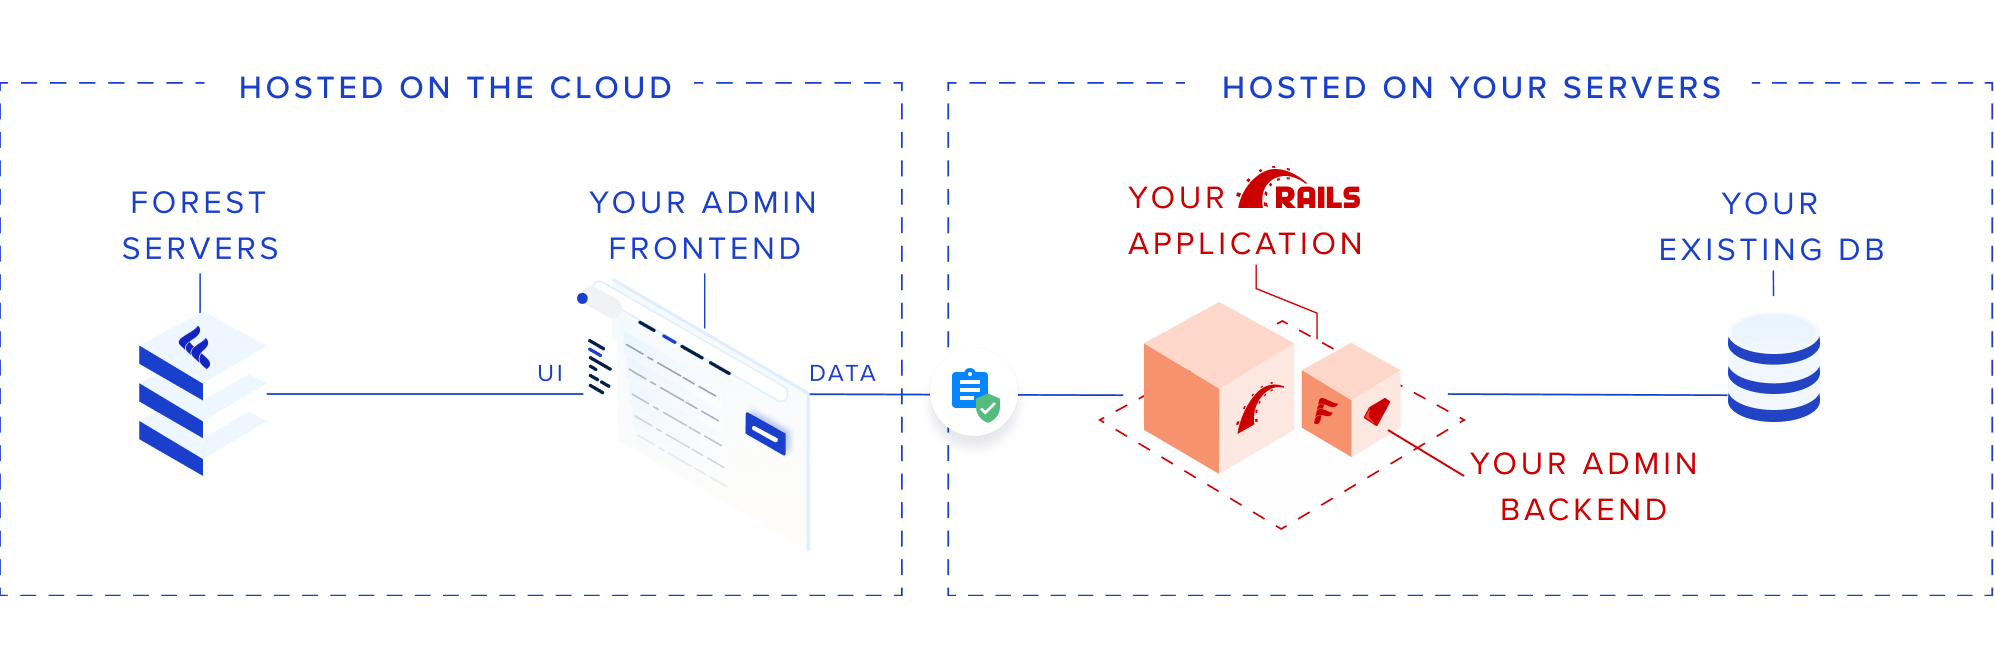 HOSTED ON THE CLOUD
HOSTED ON YOUR SERVERS
FOREST
SERVERS
YOUR ADMIN
FRONTEND
YOUR RAILS
APPLICATION
YOUR
EXISTING DB
UI
DATA
F
YOUR ADMIN
BACKEND